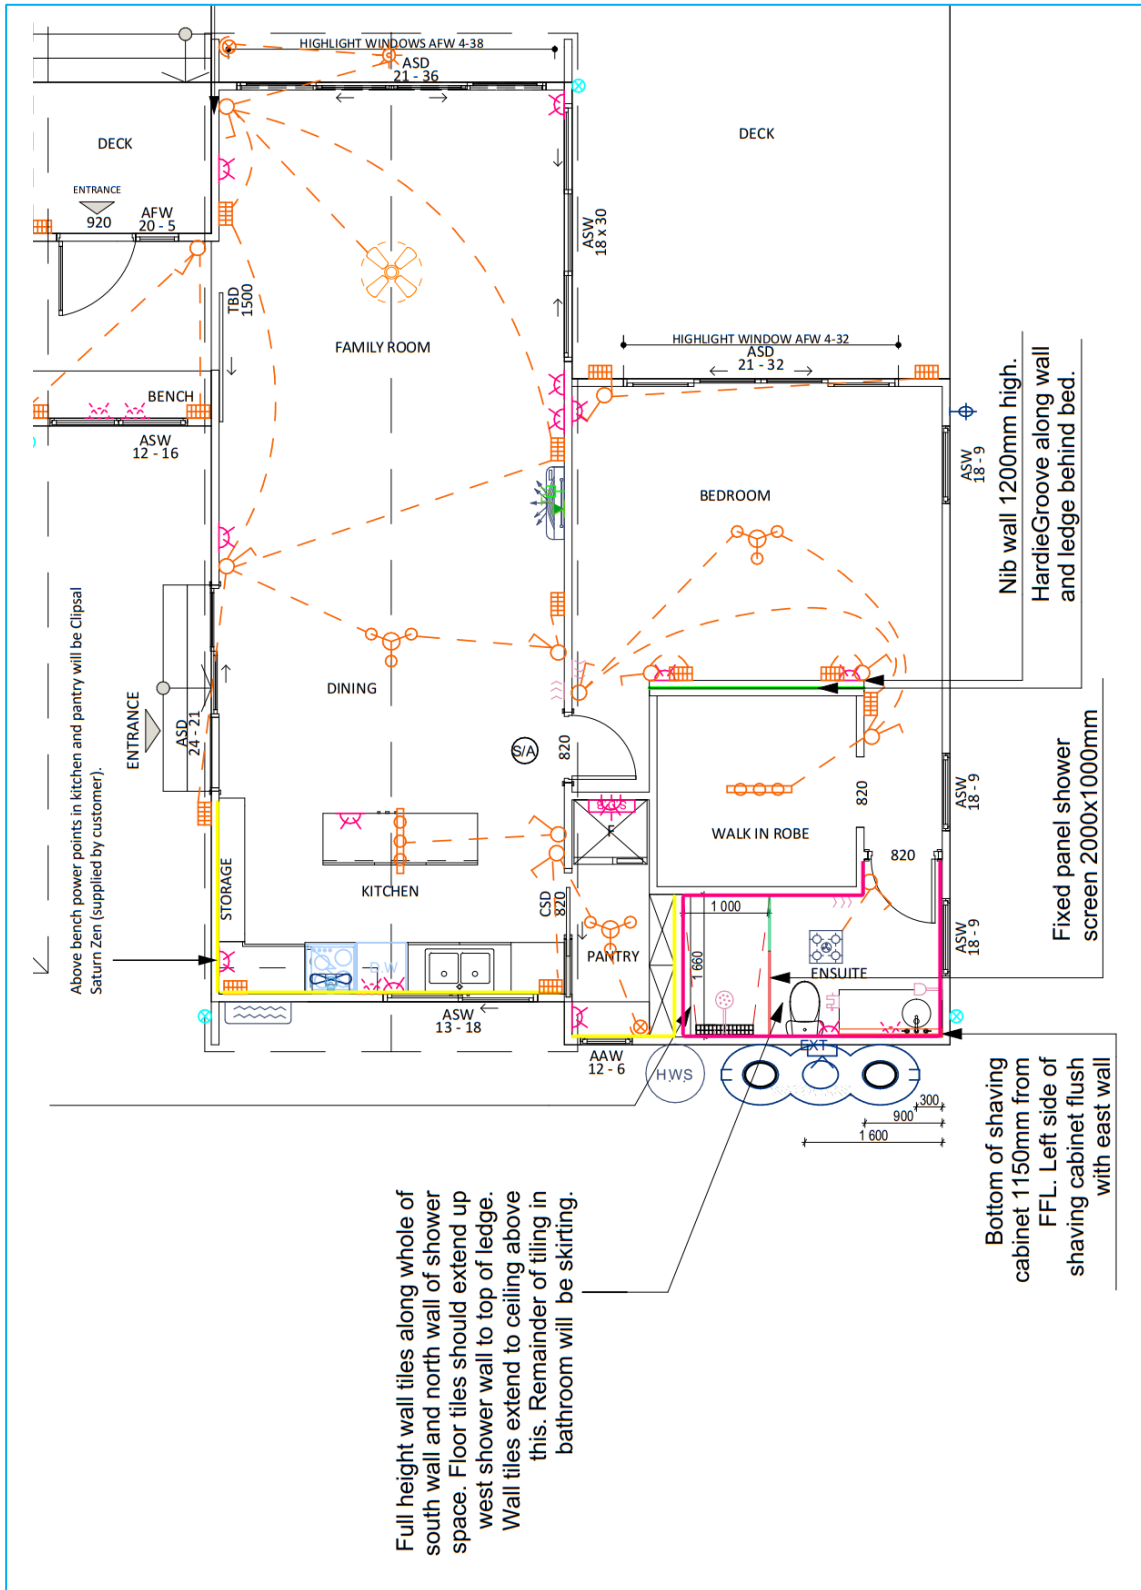 HIGHLIGHT WINDOWS AFW 4-38
ASD
21 - 36
DECK
ENTRANCE
920
AFW
20 - 5
DECK
ASW
18 x 30
TBD
1500
FAMILY ROOM
HIGHLIGHT WINDOW AFW 4-32
ASD
21 - 32
BENCH
ASW
12 - 16
BEDROOM
ASW
18 - 9
Nib wall 1200mm high.
HardieGroove along wall
and ledge behind bed.
Above bench power points in kitchen and pantry will be Clipsal
Saturn Zen (supplied by customer).
ENTRANCE
ASD
24 - 21
DINING
S/A
820
820
ASW
18 - 9
WALK IN ROBE
F
820
Fixed panel shower
screen 2000x1000mm
STORAGE
KITCHEN
CSD
820
PANTRY
1 000
1 660
ENSUITE
ASW
18 - 9
D.W
ASW
13 - 18
AAW
12 - 6
H.W.S
EXT
300
900
1 600
Bottom of shaving
cabinet 1150mm from
FFL. Left side of
shaving cabinet flush
with east wall
Full height wall tiles along whole of
south wall and north wall of shower
space. Floor tiles should extend up
west shower wall to top of ledge.
Wall tiles extend to ceiling above
this. Remainder of tiling in
bathroom will be skirting.